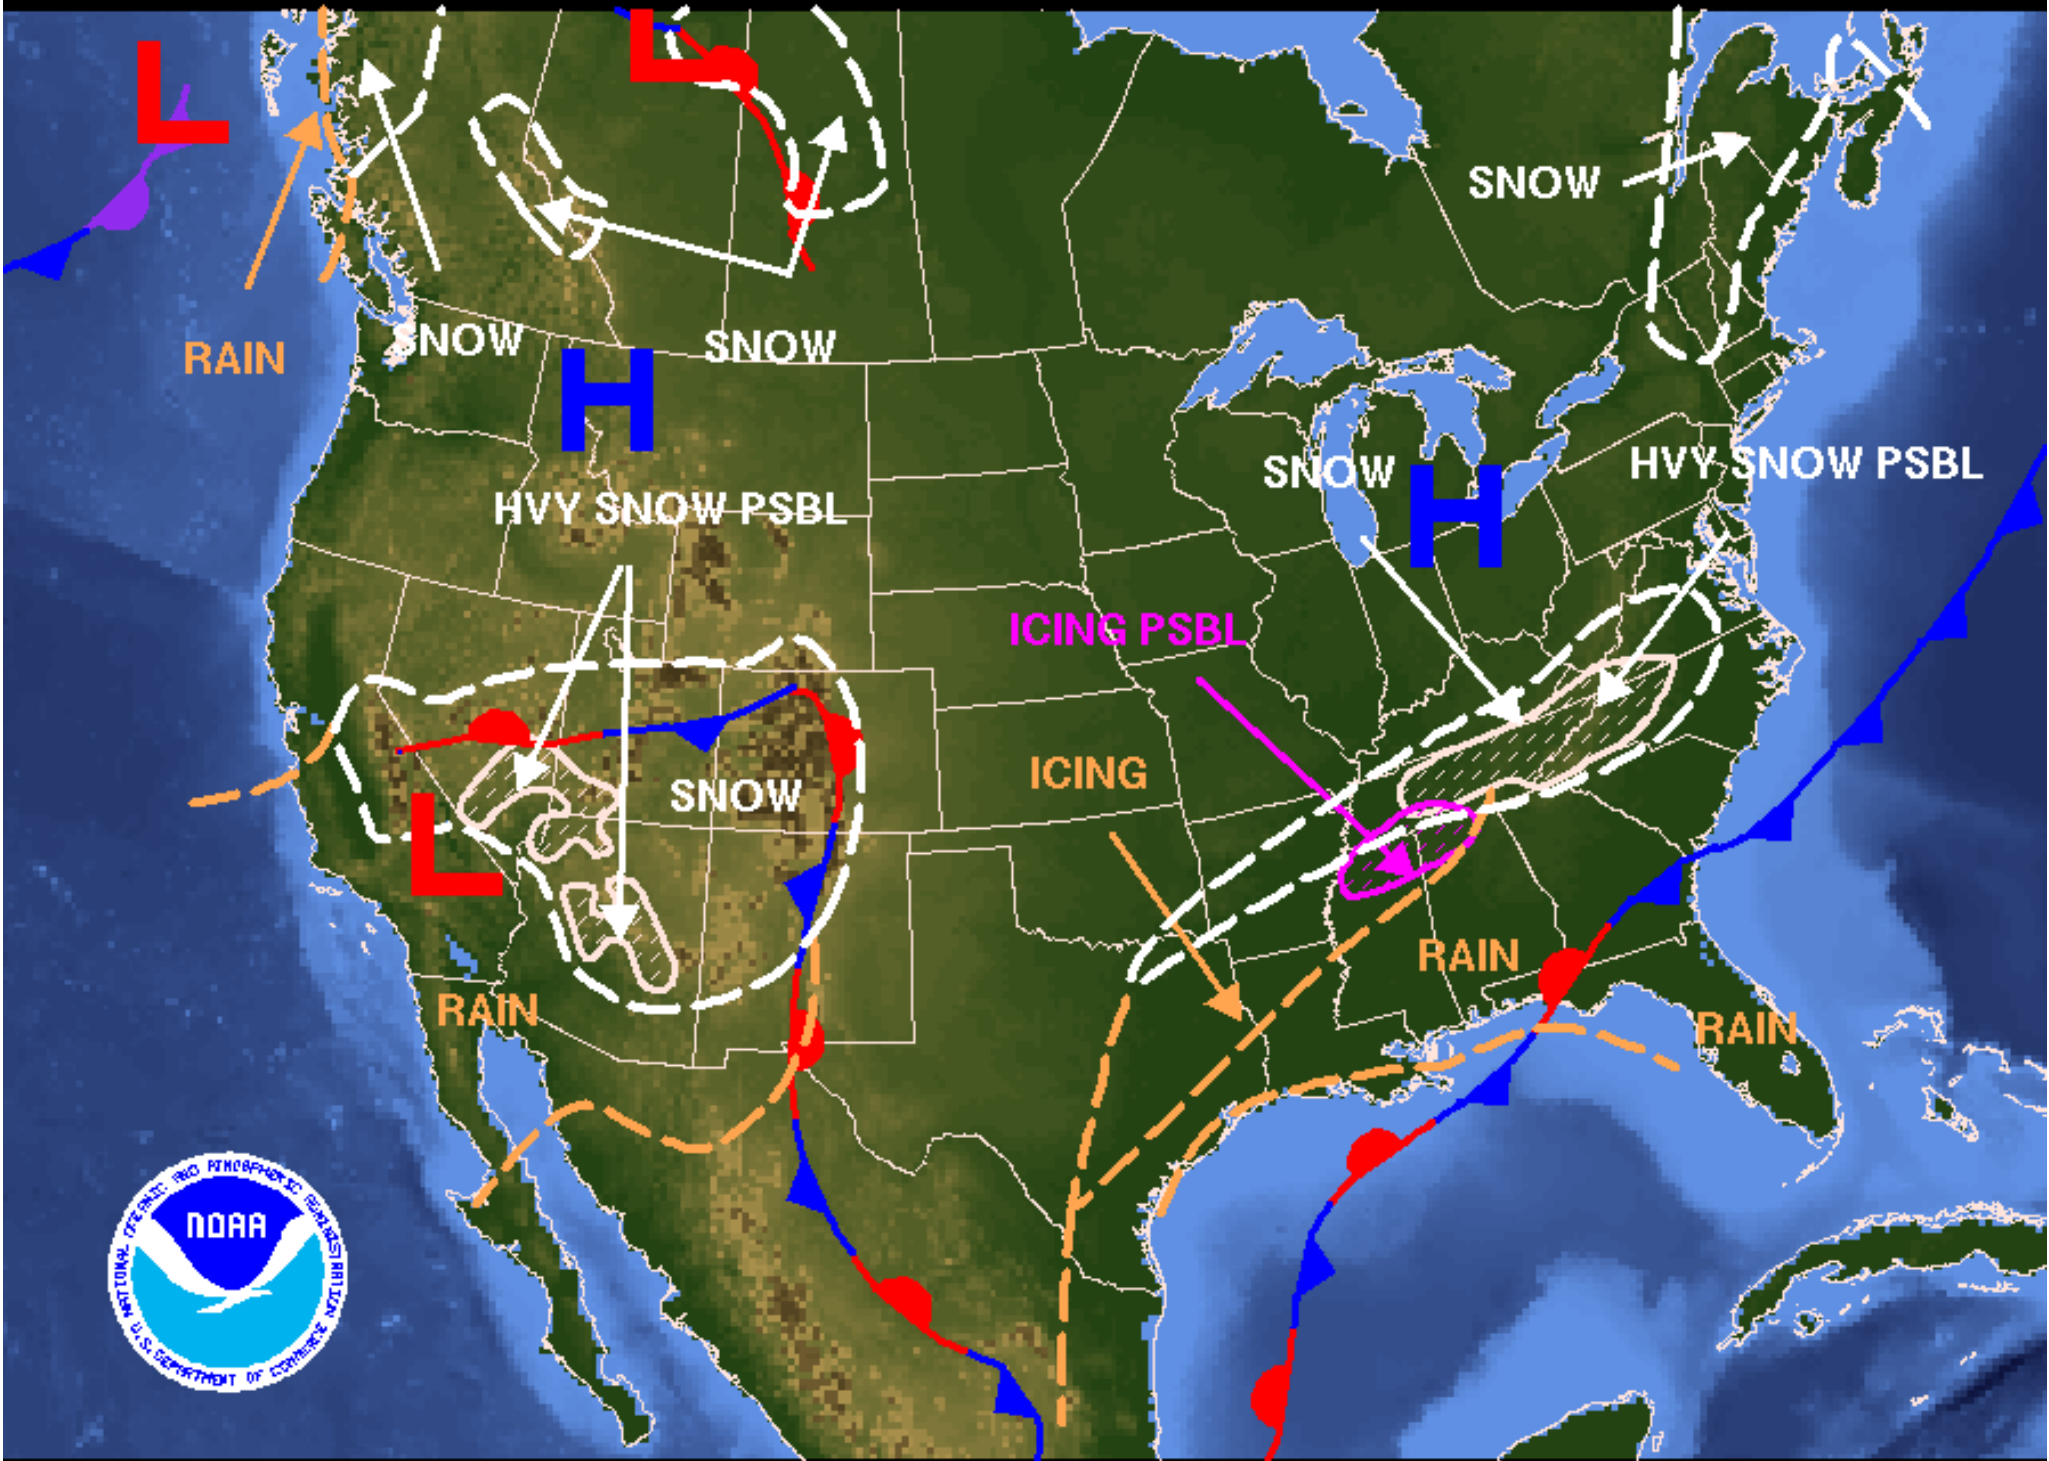 L
L
SNOW
RAIN
SNOW
SNOW
H
SNOW
H
HVY SNOW PSBL
HVY SNOW PSBL
ICING PSBL
ICING
SNOW
L
RAIN
RAIN
RAIN
NATIONAL OCEANIC AND ATMOSPHERIC ADMINISTRATION
NOAA
U.S. DEPARTMENT OF COMMERCE